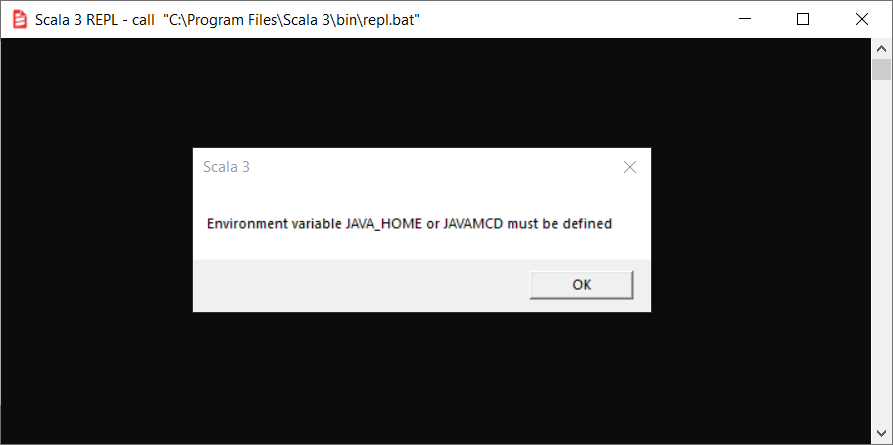 Scala 3 REPL - call  "C:\Program Files\Scala 3\bin\repl.bat"
Scala 3
Environment variable JAVA_HOME or JAVAMCD must be defined
OK